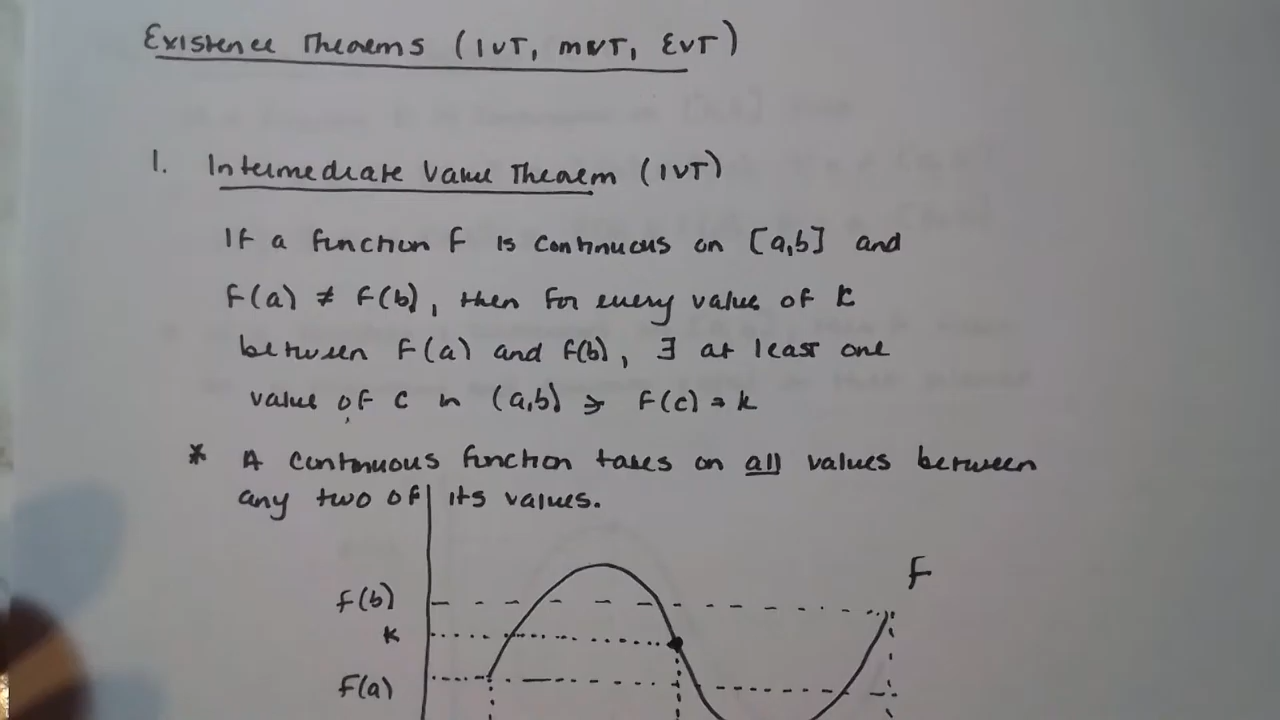 Existence Theorems (IVT, MVT, EVT)
1. Intermediate Value Theorem (IVT)
If a function f is continuous on [a,b] and
f(a) ≠ f(b), then for every value of k
between f(a) and f(b), ∃ at least one
value of c in (a,b) ∋ f(c) = k
* A continuous function takes on all values between
any two of its values.
f
f(b)
k
f(a)